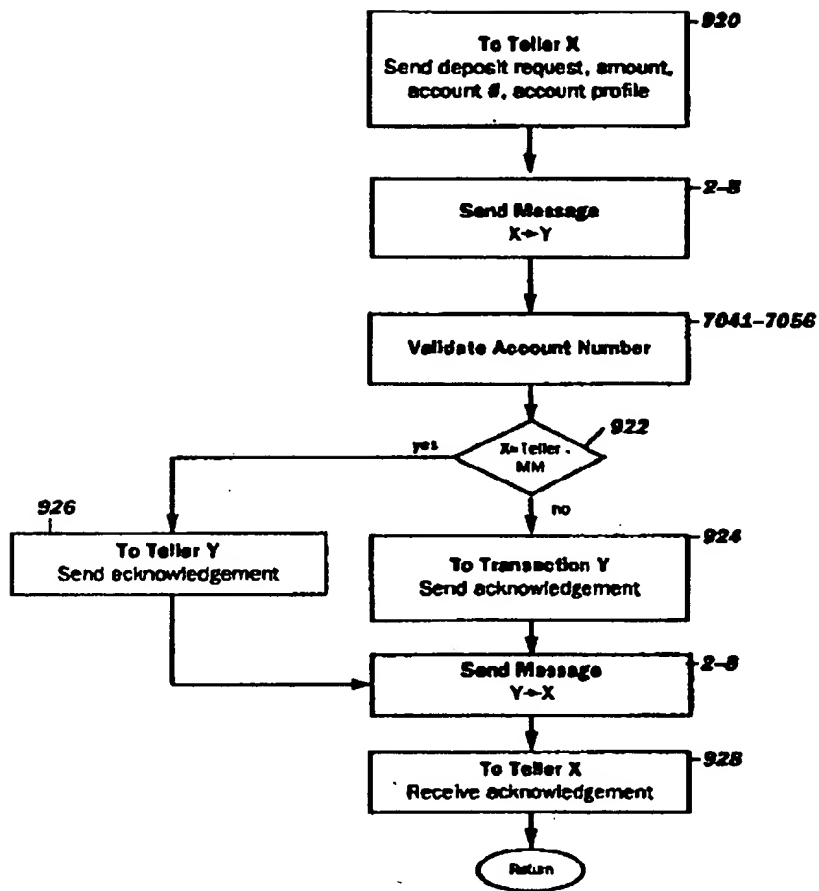 920
To Teller X
Send deposit request, amount,
account #, account profile
2-8
Send Message
X→Y
7041-7056
Validate Account Number
922
X=Teller -
MM
yes
no
926
To Teller Y
Send acknowledgement
924
To Transaction Y
Send acknowledgement
2-8
Send Message
Y→X
928
To Teller X
Receive acknowledgement
Return